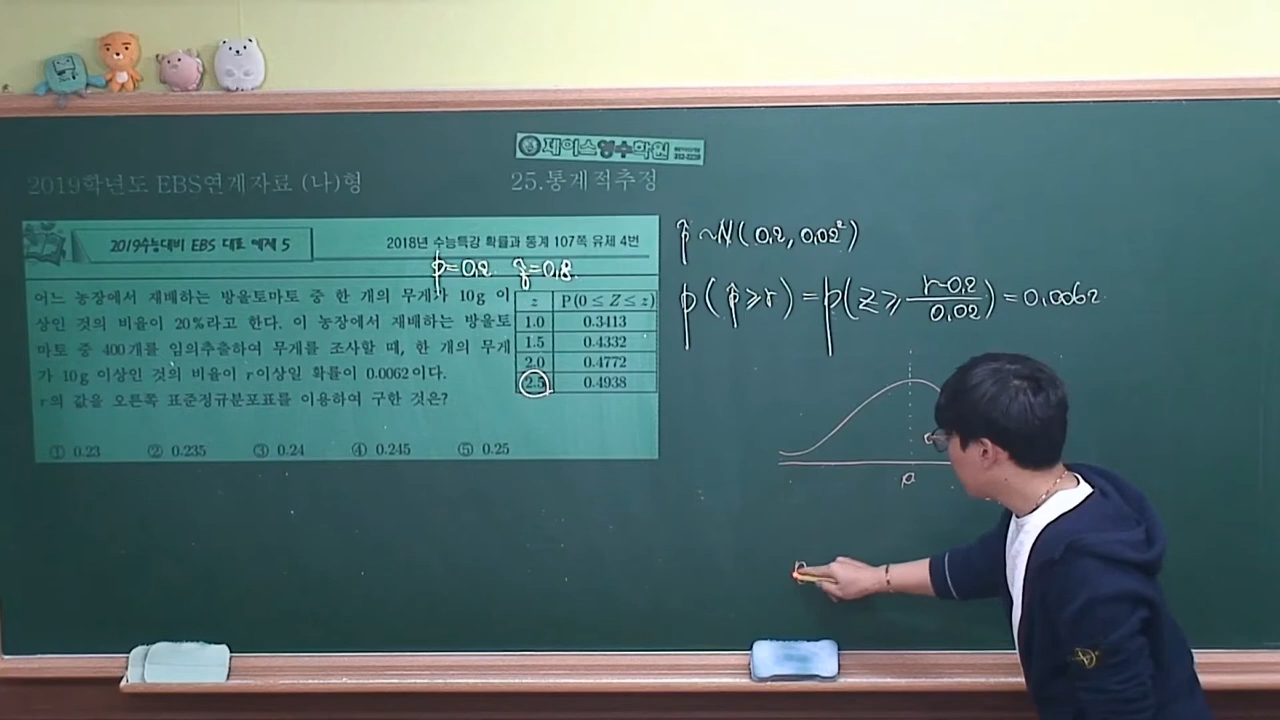 제이스영수학원
2019학년도 EBS연계자료 (나)형
25.통계적추정
2019수능대비 EBS 대표 예제 5
2018년 수능특강 확률과 통계 107쪽 유제 4번
p=0.2 q=0.8
어느 농장에서 재배하는 방울토마토 중 한 개의 무게가 10g 이
상인 것의 비율이 20%라고 한다. 이 농장에서 재배하는 방울토
마토 중 400개를 임의추출하여 무게를 조사할 때, 한 개의 무게
가 10g 이상인 것의 비율이 r이상일 확률이 0.0062이다.
r의 값을 오른쪽 표준정규분포표를 이용하여 구한 것은?
z P(0≤Z≤z)
1.0 0.3413
1.5 0.4332
2.0 0.4772
2.5 0.4938
① 0.23 ② 0.235 ③ 0.24 ④ 0.245 ⑤ 0.25
p̂ ~ N(0.2, 0.02²)
p(p̂≥r) = p(Z≥(r-0.2)/0.02) = 0.0062